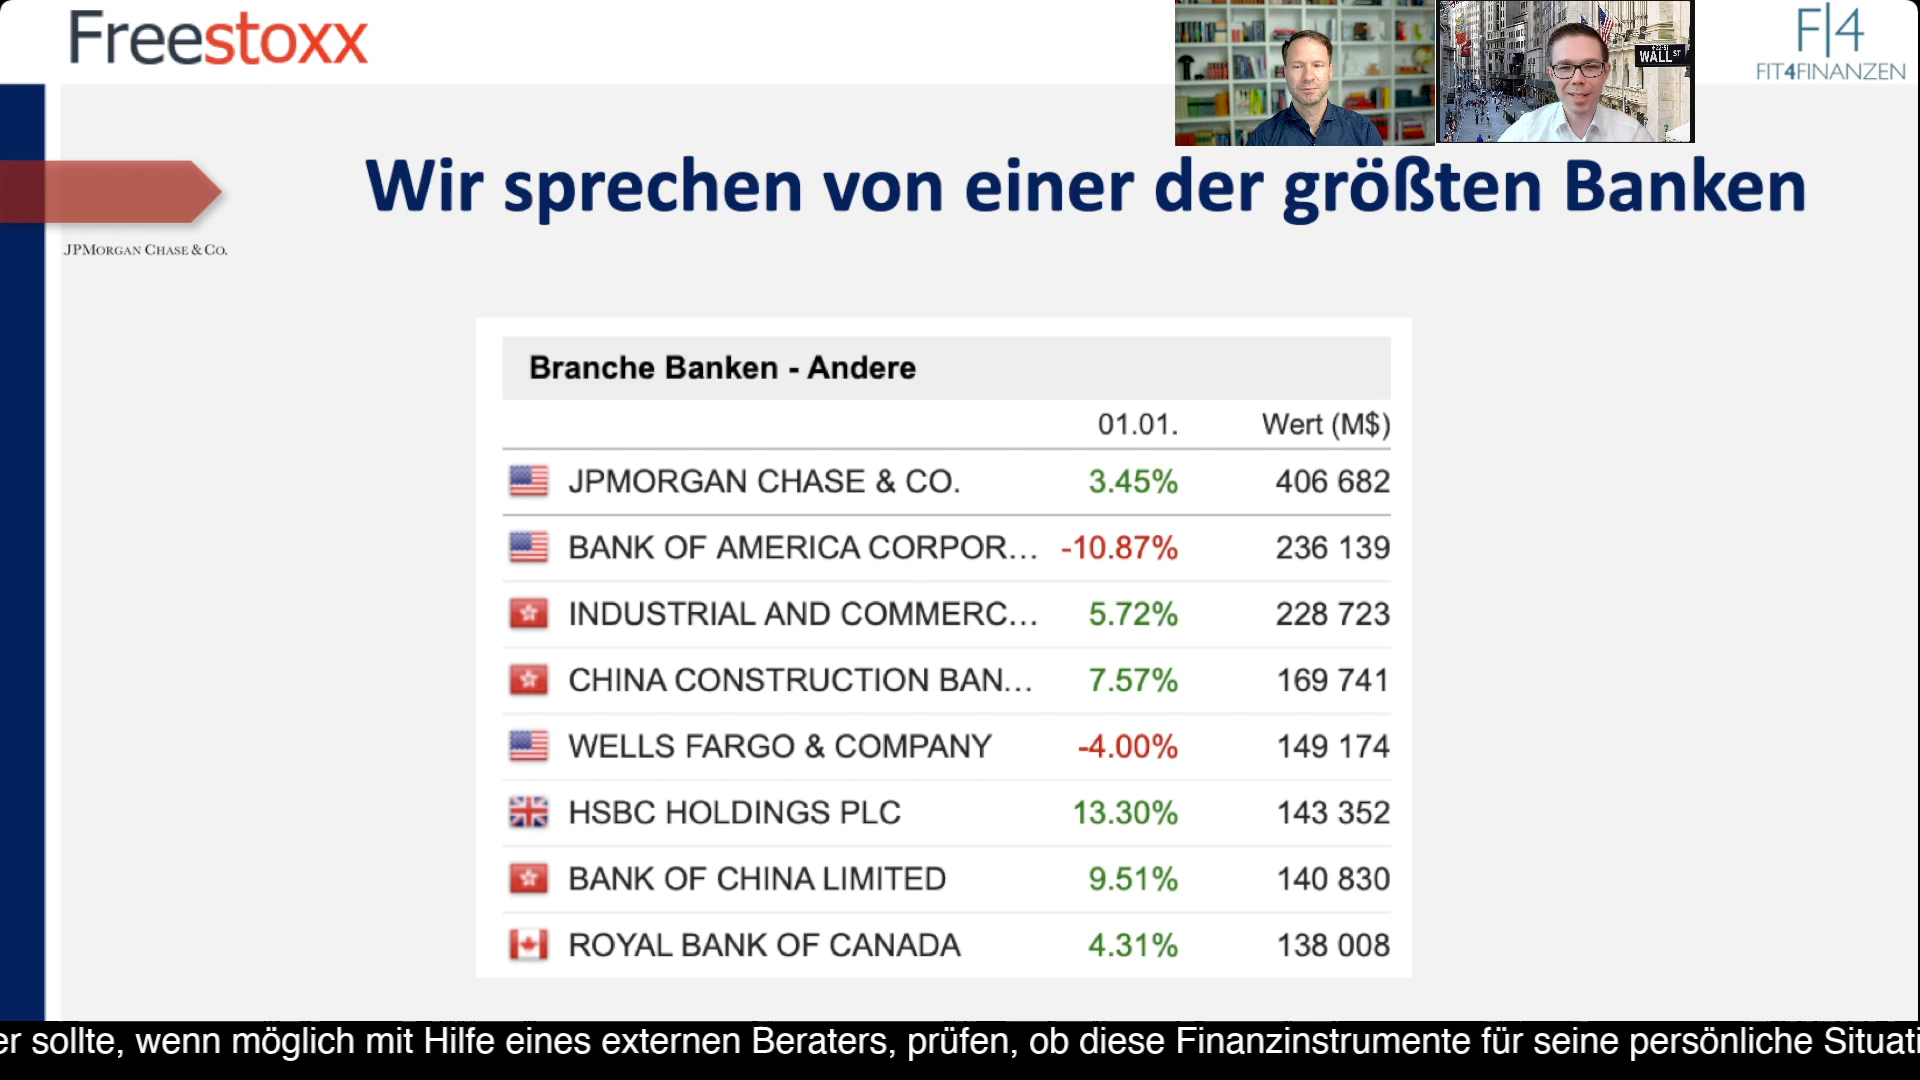 Freestoxx
WALL ST
F|4
FIT4FINANZEN
Wir sprechen von einer der größten Banken
JPMORGAN CHASE & CO.
Branche Banken - Andere
01.01. Wert (M$)
JPMORGAN CHASE & CO. 3.45% 406 682
BANK OF AMERICA CORPOR... -10.87% 236 139
INDUSTRIAL AND COMMERC... 5.72% 228 723
CHINA CONSTRUCTION BAN... 7.57% 169 741
WELLS FARGO & COMPANY -4.00% 149 174
HSBC HOLDINGS PLC 13.30% 143 352
BANK OF CHINA LIMITED 9.51% 140 830
ROYAL BANK OF CANADA 4.31% 138 008
er sollte, wenn möglich mit Hilfe eines externen Beraters, prüfen, ob diese Finanzinstrumente für seine persönliche Situati